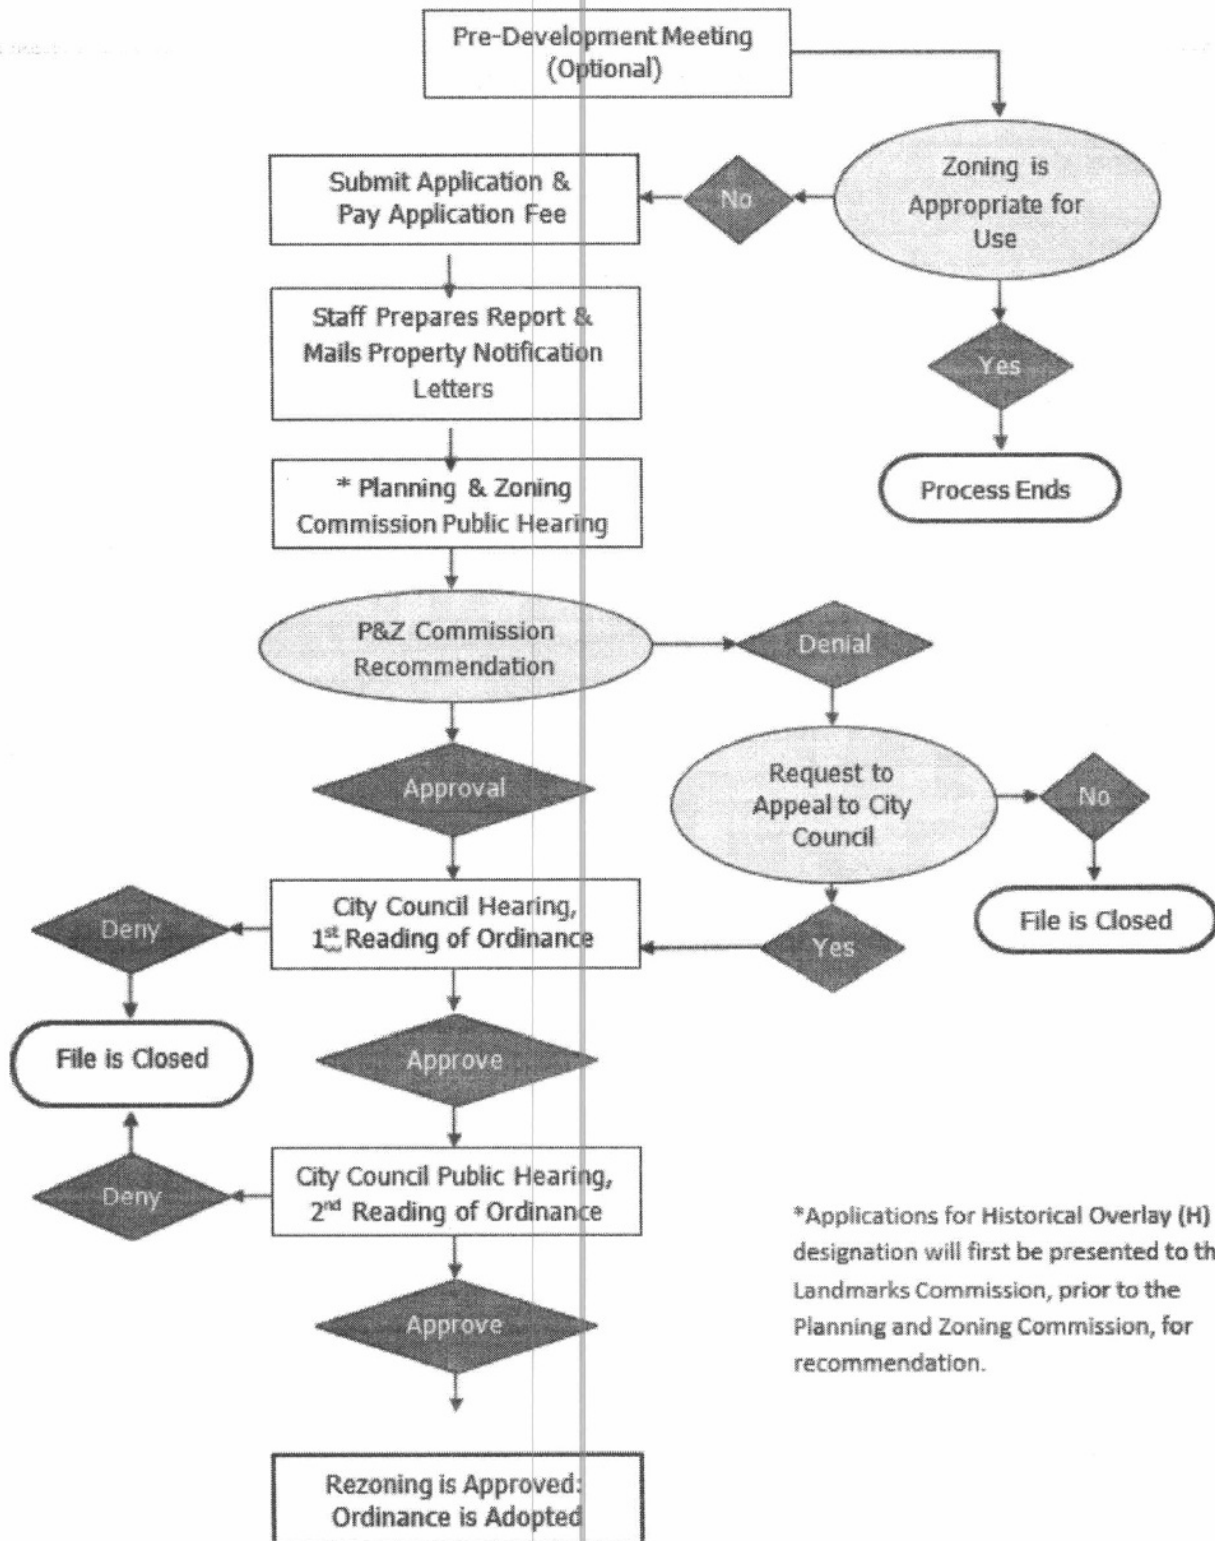 Pre-Development Meeting
(Optional)
Zoning is
Appropriate for
Use
No
Submit Application &
Pay Application Fee
Yes
Process Ends
Staff Prepares Report &
Mails Property Notification
Letters
* Planning & Zoning
Commission Public Hearing
P&Z Commission
Recommendation
Denial
Approval
Request to
Appeal to City
Council
No
File is Closed
Yes
City Council Hearing,
1st Reading of Ordinance
Deny
File is Closed
Approve
City Council Public Hearing,
2nd Reading of Ordinance
Deny
Approve
*Applications for Historical Overlay (H)
designation will first be presented to th
Landmarks Commission, prior to the
Planning and Zoning Commission, for
recommendation.
Rezoning is Approved:
Ordinance is Adopted